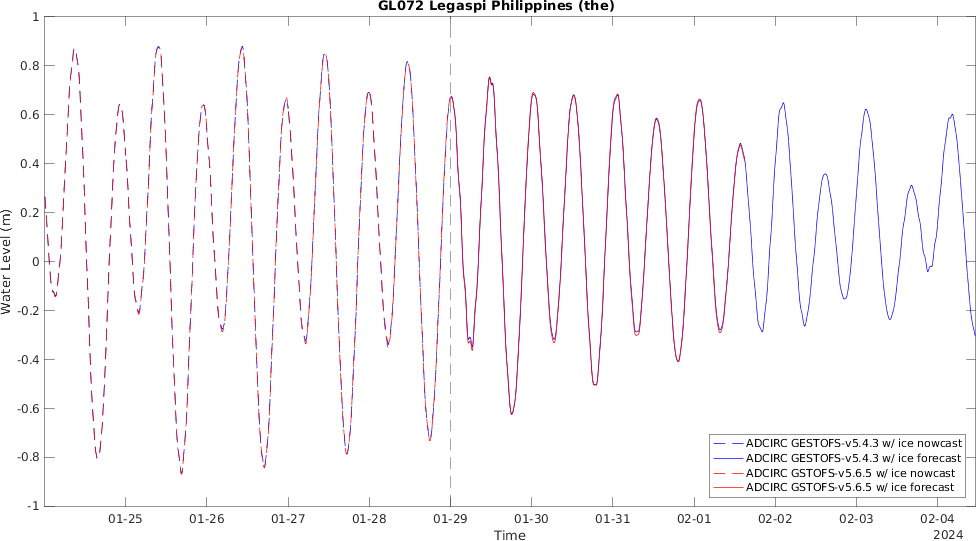 GL072 Legaspi Philippines (the)
1
0.8
0.6
0.4
0.2
0
-0.2
-0.4
-0.6
-0.8
-1
Water Level (m)
ADCIRC GESTOFS-v5.4.3 w/ ice nowcast
ADCIRC GESTOFS-v5.4.3 w/ ice forecast
ADCIRC GSTOFS-v5.6.5 w/ ice nowcast
ADCIRC GSTOFS-v5.6.5 w/ ice forecast
01-25 01-26 01-27 01-28 01-29 01-30 01-31 02-01 02-02 02-03 02-04
Time
2024